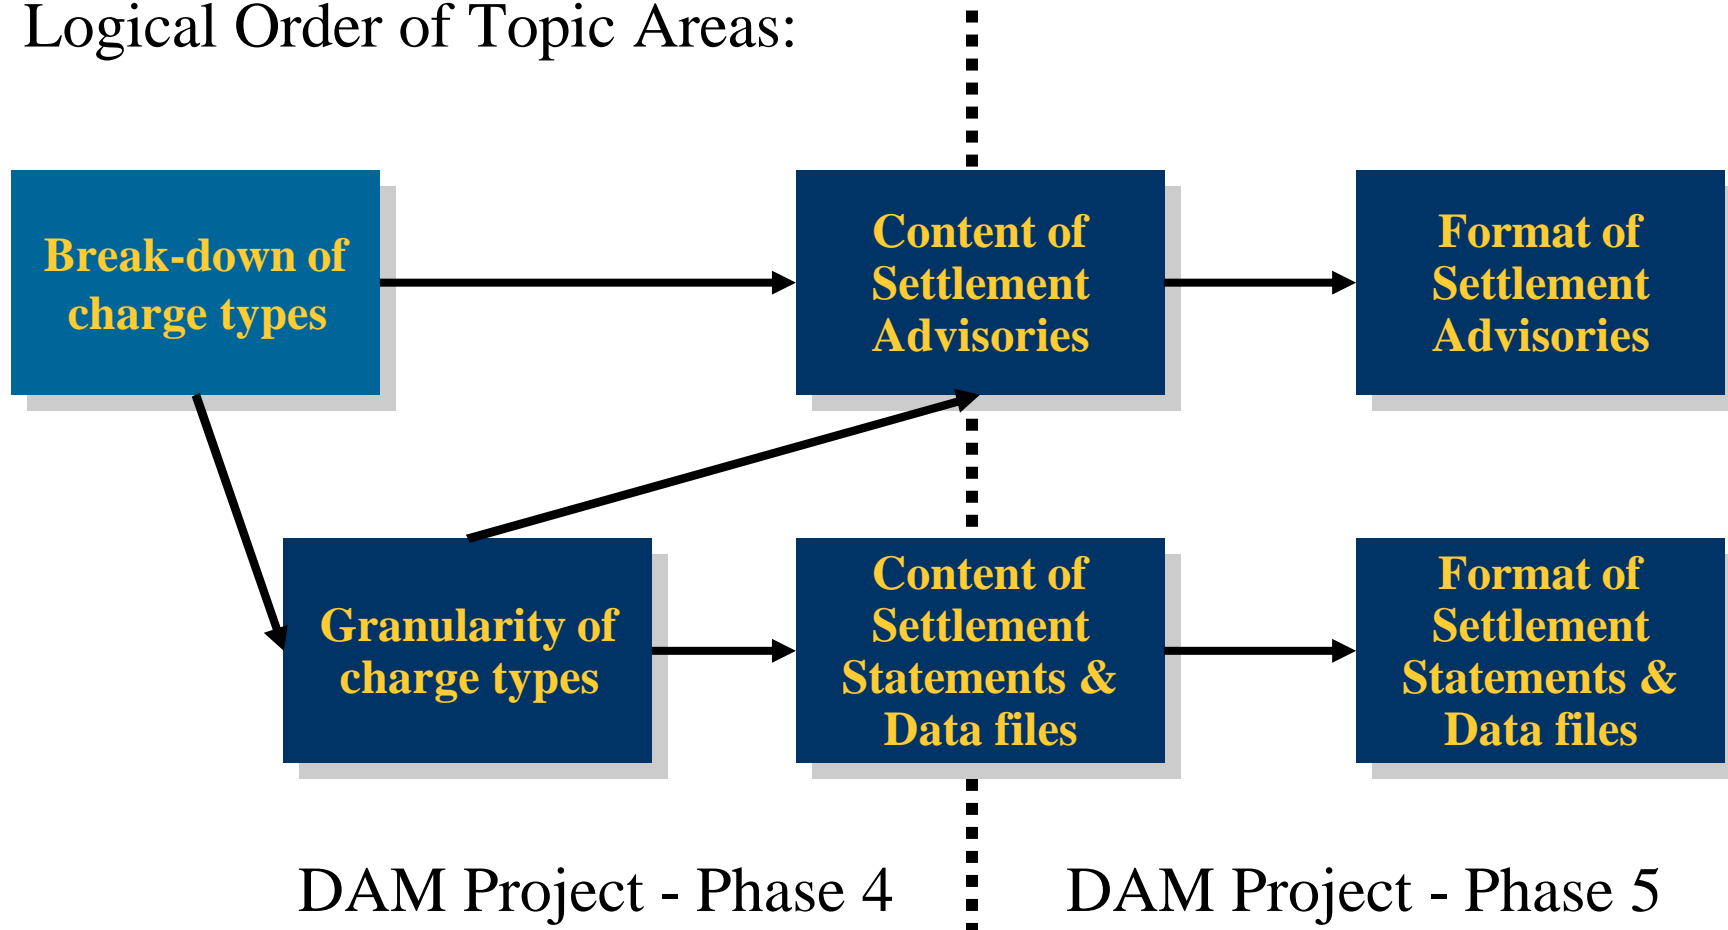 Logical Order of Topic Areas:
Break-down of
charge types
Content of
Settlement
Advisories
Format of
Settlement
Advisories
Granularity of
charge types
Content of
Settlement
Statements &
Data files
Format of
Settlement
Statements &
Data files
DAM Project - Phase 4
DAM Project - Phase 5